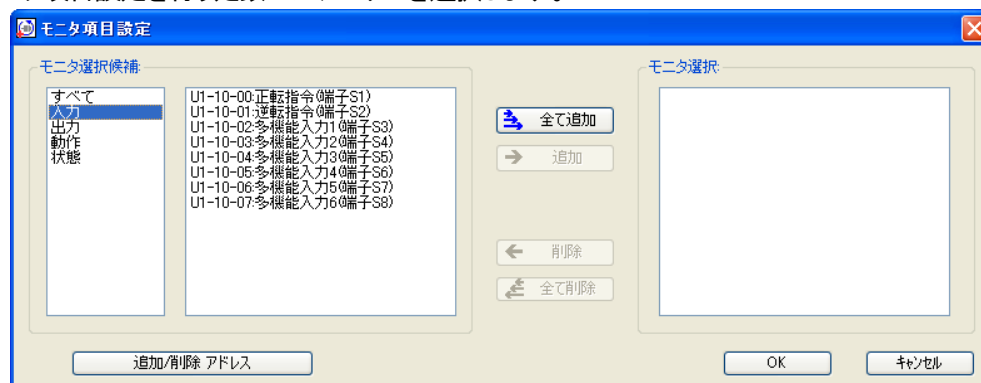 モニタ項目設定
モニタ選択候補:
モニタ選択:
すべて
入力
出力
動作
状態
U1-10-00:正転指令(端子S1)
U1-10-01:逆転指令(端子S2)
U1-10-02:多機能入力1(端子S3)
U1-10-03:多機能入力2(端子S4)
U1-10-04:多機能入力3(端子S5)
U1-10-05:多機能入力4(端子S6)
U1-10-06:多機能入力5(端子S7)
U1-10-07:多機能入力6(端子S8)
全て追加
追加
削除
全て削除
追加/削除 アドレス
OK
キャンセル